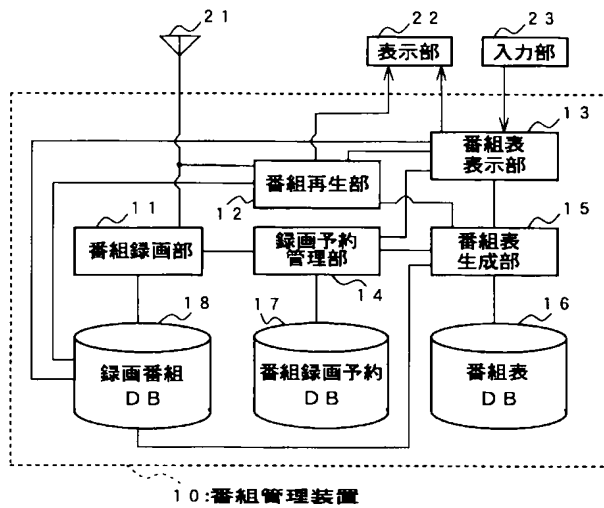 21
22
表示部
23
入力部
13
番組表
表示部
番組再生部
12
11
番組録画部
録画予約
管理部
14
15
番組表
生成部
18
録画番組
DB
17
番組録画予約
DB
16
番組表
DB
10:番組管理装置